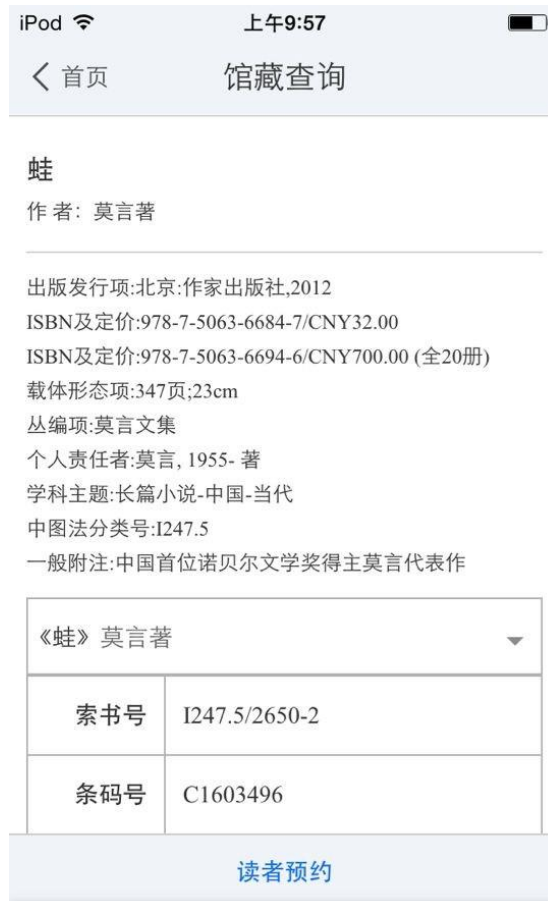 iPod 上午9:57
首页 馆藏查询
蛙
作 者：莫言著
出版发行项:北京:作家出版社,2012
ISBN及定价:978-7-5063-6684-7/CNY32.00
ISBN及定价:978-7-5063-6694-6/CNY700.00 (全20册)
载体形态项:347页;23cm
丛编项:莫言文集
个人责任者:莫言, 1955- 著
学科主题:长篇小说-中国-当代
中图法分类号:I247.5
一般附注:中国首位诺贝尔文学奖得主莫言代表作
《蛙》莫言著
索书号 I247.5/2650-2
条码号 C1603496
读者预约